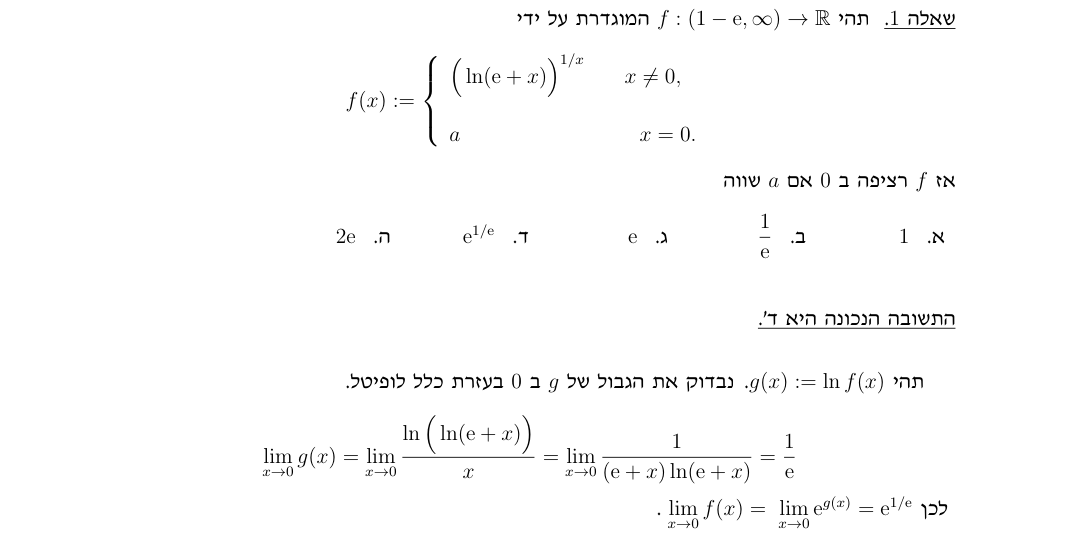 שאלה 1. תהי f : (1 − e, ∞) → ℝ המוגדרת על ידי
f(x) := { (ln(e + x))^{1/x} x ≠ 0,
a x = 0.
אז f רציפה ב 0 אם a שווה
א. 1 ב. 1/e ג. e ד. e^{1/e} ה. 2e
התשובה הנכונה היא ד'.
תהי g(x) := ln f(x). נבדוק את הגבול של g ב 0 בעזרת כלל לופיטל.
lim_{x→0} g(x) = lim_{x→0} ln(ln(e + x))/x = lim_{x→0} 1/((e + x) ln(e + x)) = 1/e
לכן lim_{x→0} f(x) = lim_{x→0} e^{g(x)} = e^{1/e} .